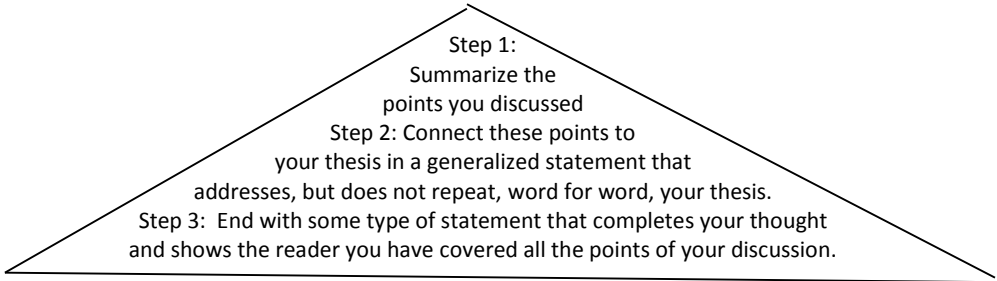 Step 1:
Summarize the
points you discussed
Step 2: Connect these points to
your thesis in a generalized statement that
addresses, but does not repeat, word for word, your thesis.
Step 3:  End with some type of statement that completes your thought
and shows the reader you have covered all the points of your discussion.